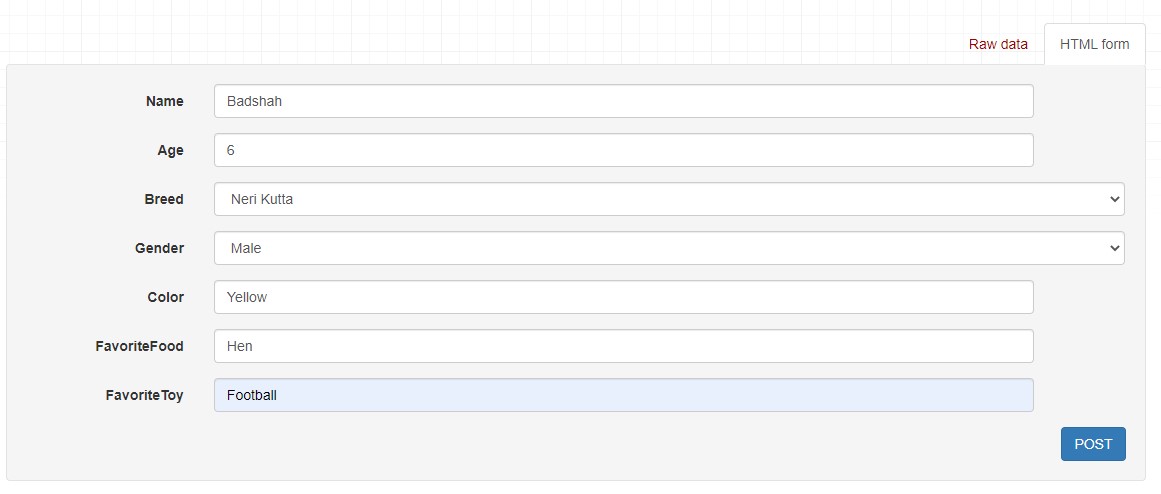 Raw data HTML form
Name Badshah
Age 6
Breed Neri Kutta
Gender Male
Color Yellow
FavoriteFood Hen
FavoriteToy Football
POST